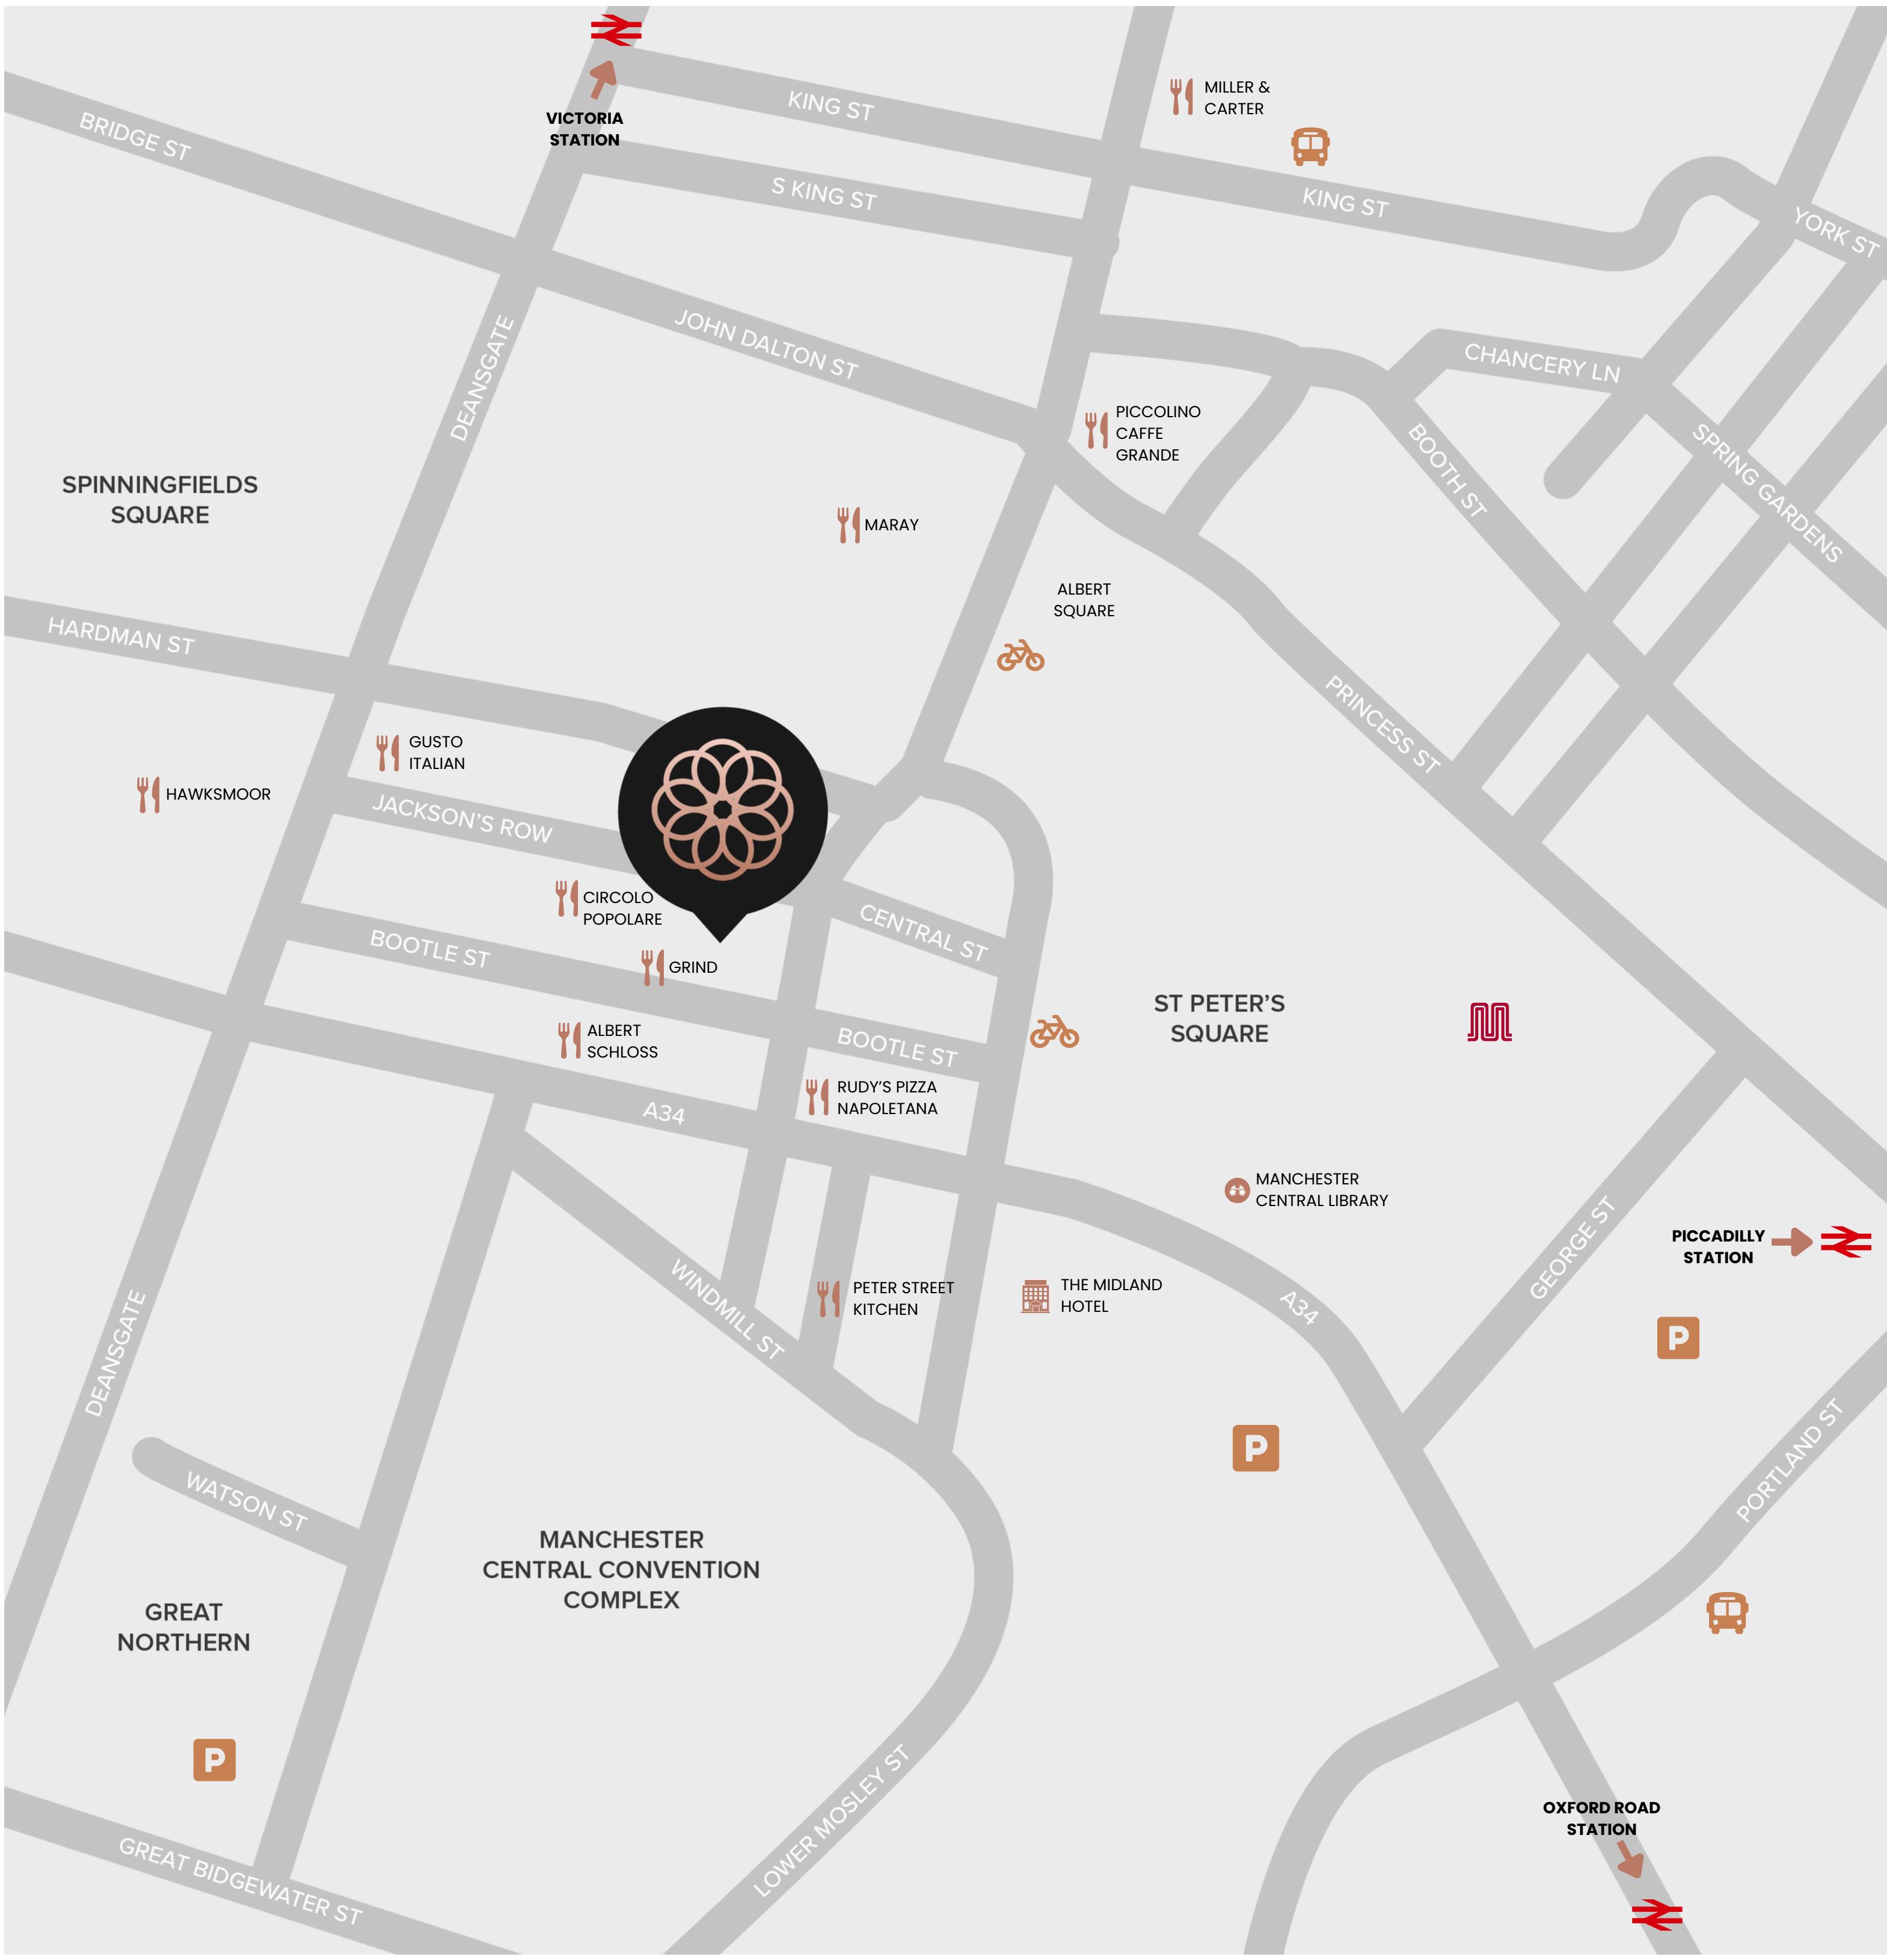 VICTORIA
STATION
KING ST
MILLER &
CARTER
BRIDGE ST
S KING ST
KING ST
YORK ST
JOHN DALTON ST
DEANSGATE
CHANCERY LN
PICCOLINO
CAFFE
GRANDE
BOOTH ST
SPRING GARDENS
SPINNINGFIELDS
SQUARE
MARAY
ALBERT
SQUARE
HARDMAN ST
PRINCESS ST
GUSTO
ITALIAN
HAWKSMOOR
JACKSON'S ROW
CIRCOLO
POPOLARE
CENTRAL ST
BOOTLE ST
GRIND
ST PETER'S
SQUARE
ALBERT
SCHLOSS
BOOTLE ST
RUDY'S PIZZA
NAPOLETANA
A34
MANCHESTER
CENTRAL LIBRARY
GEORGE ST
PICCADILLY
STATION
WINDMILL ST
PETER STREET
KITCHEN
THE MIDLAND
HOTEL
A34
P
DEANSGATE
P
PORTLAND ST
WATSON ST
MANCHESTER
CENTRAL CONVENTION
COMPLEX
GREAT
NORTHERN
P
LOWER MOSLEY ST
OXFORD ROAD
STATION
GREAT BIDGEWATER ST